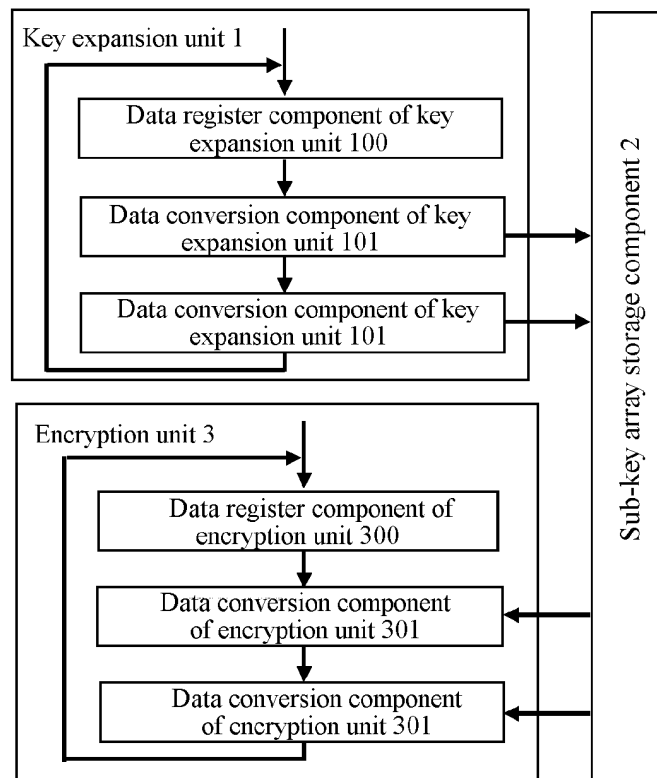 Key expansion unit 1
Data register component of key
expansion unit 100
Data conversion component of key
expansion unit 101
Data conversion component of key
expansion unit 101
Sub-key array storage component 2
Encryption unit 3
Data register component of
encryption unit 300
Data conversion component
of encryption unit 301
Data conversion component
of encryption unit 301